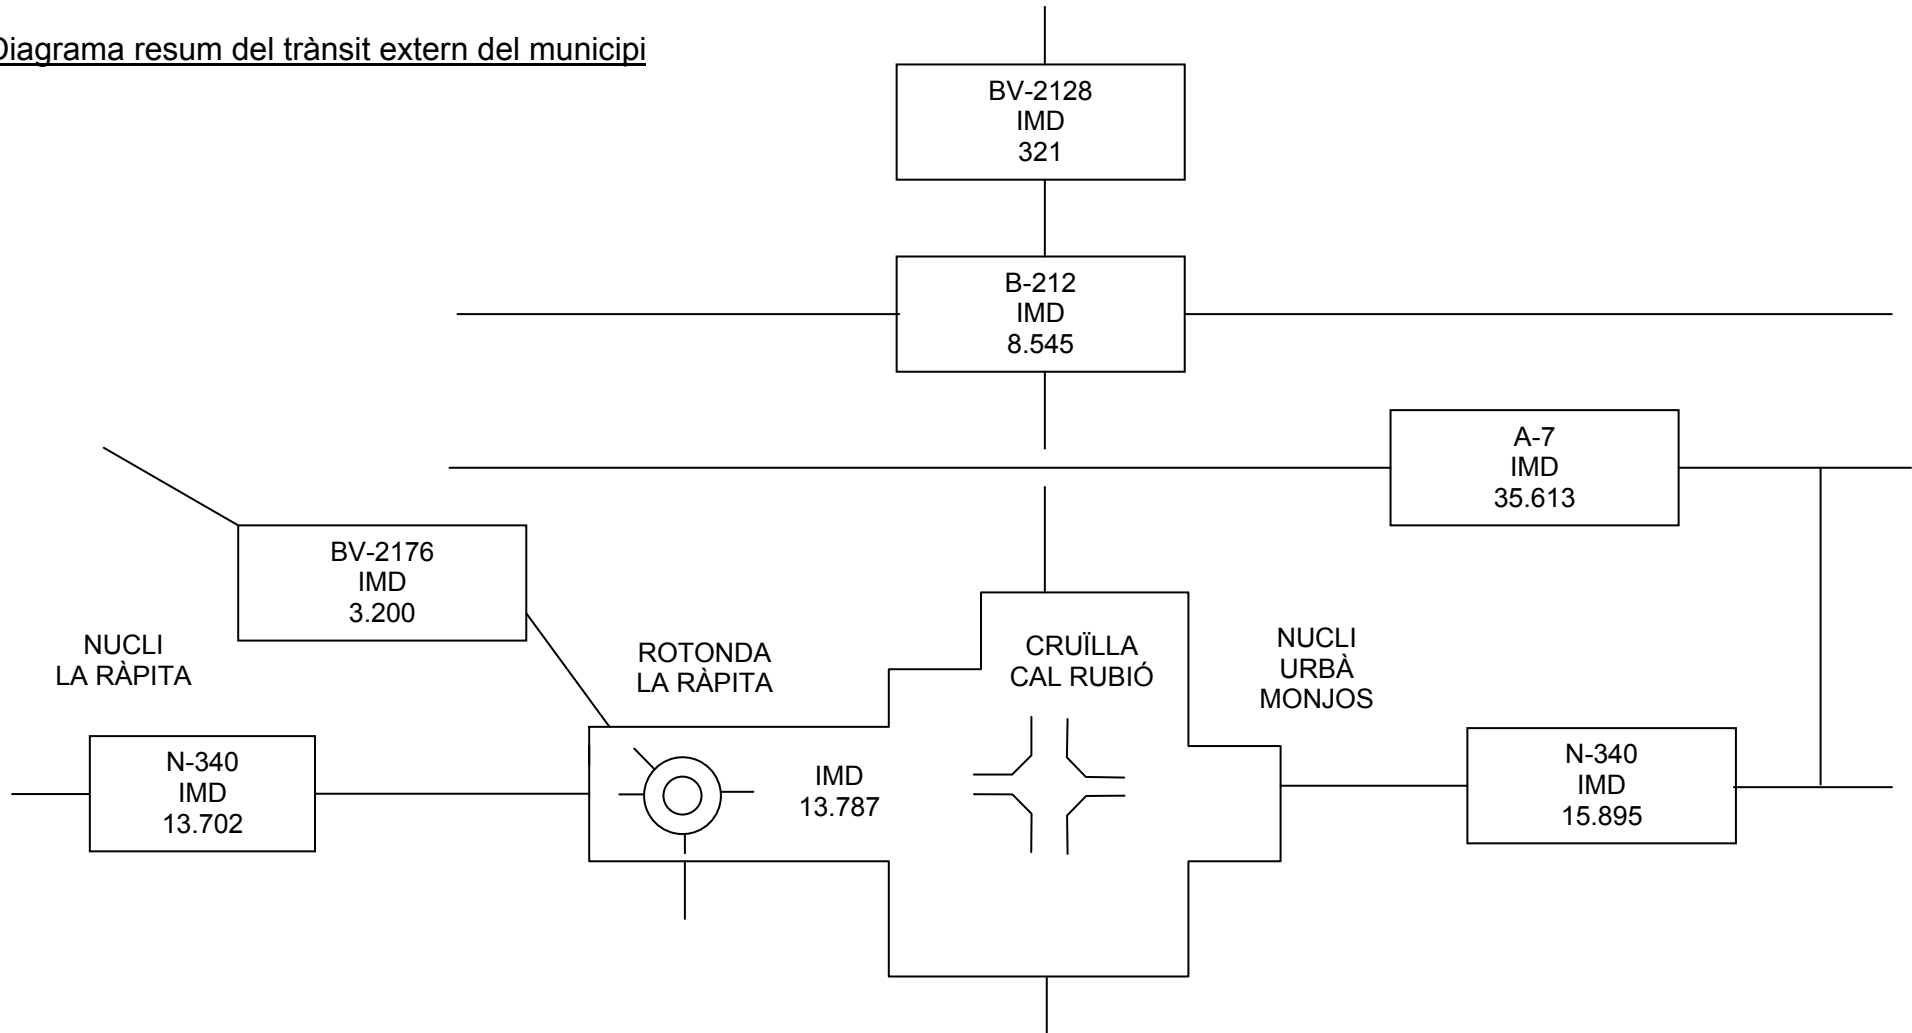 Diagrama resum del trànsit extern del municipi
BV-2128
IMD
321
B-212
IMD
8.545
A-7
IMD
35.613
BV-2176
IMD
3.200
NUCLI
LA RÀPITA
ROTONDA
LA RÀPITA
CRUÏLLA
CAL RUBIÓ
NUCLI
URBÀ
MONJOS
N-340
IMD
13.702
IMD
13.787
N-340
IMD
15.895